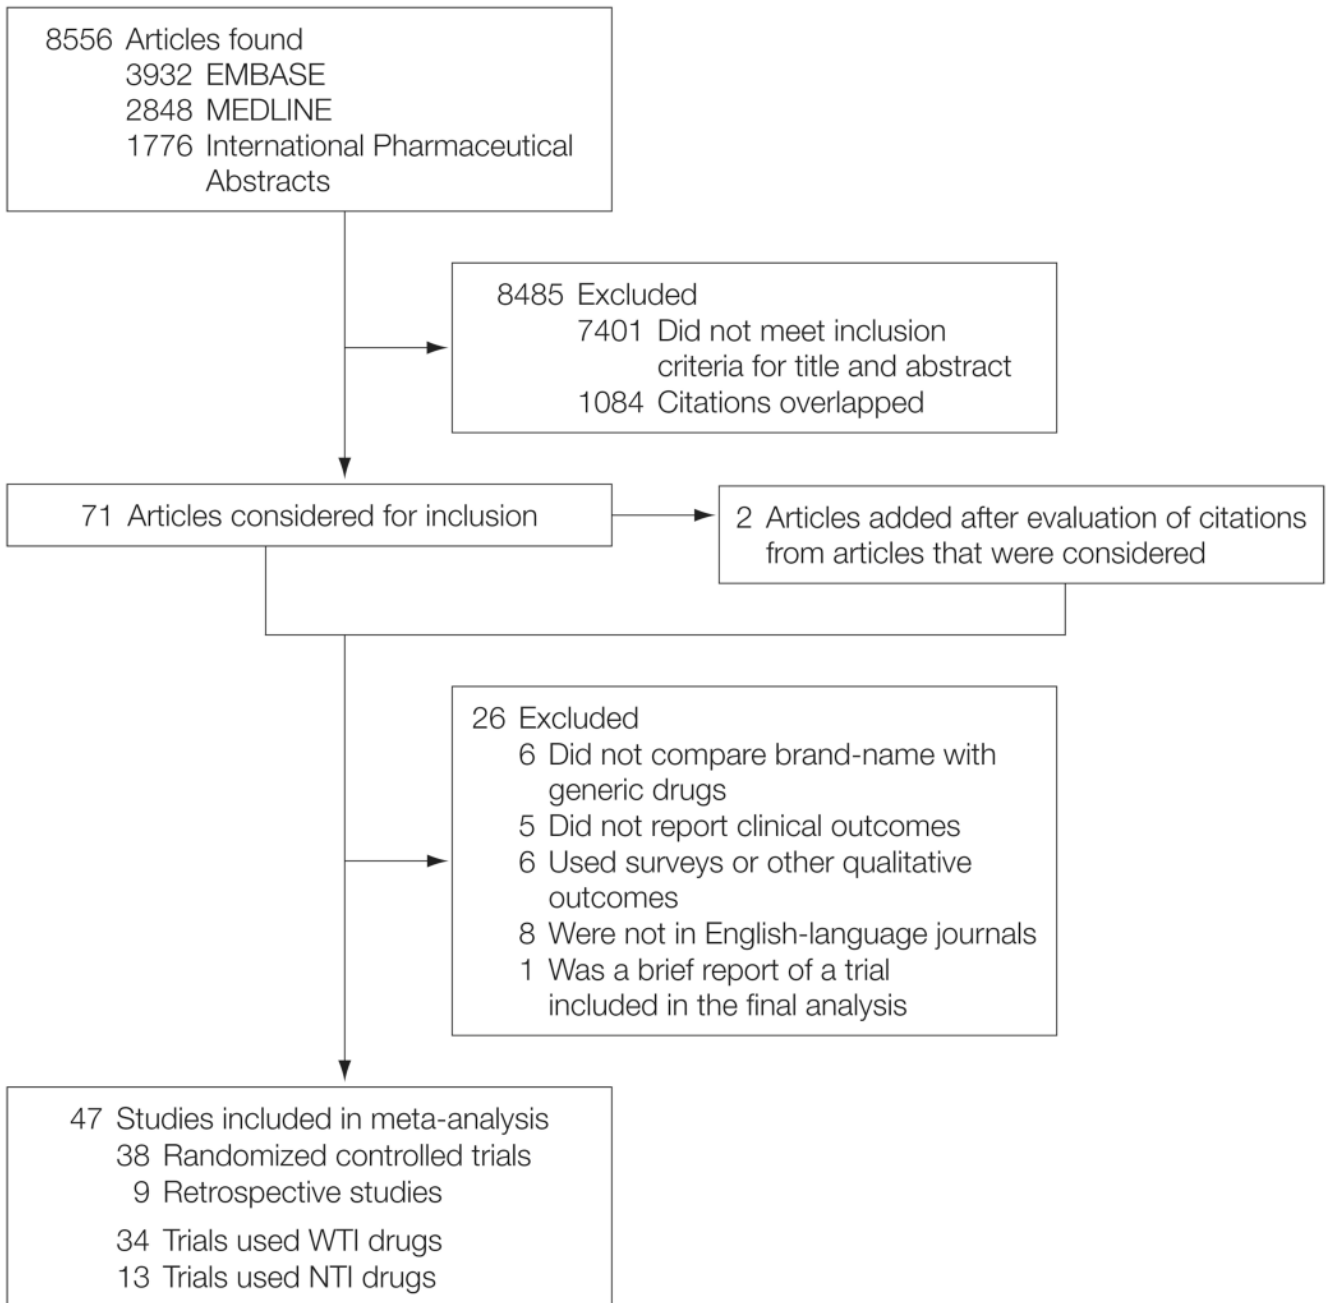 8556 Articles found
3932 EMBASE
2848 MEDLINE
1776 International Pharmaceutical
Abstracts
8485 Excluded
7401 Did not meet inclusion
criteria for title and abstract
1084 Citations overlapped
71 Articles considered for inclusion
2 Articles added after evaluation of citations
from articles that were considered
26 Excluded
6 Did not compare brand-name with
generic drugs
5 Did not report clinical outcomes
6 Used surveys or other qualitative
outcomes
8 Were not in English-language journals
1 Was a brief report of a trial
included in the final analysis
47 Studies included in meta-analysis
38 Randomized controlled trials
9 Retrospective studies
34 Trials used WTI drugs
13 Trials used NTI drugs